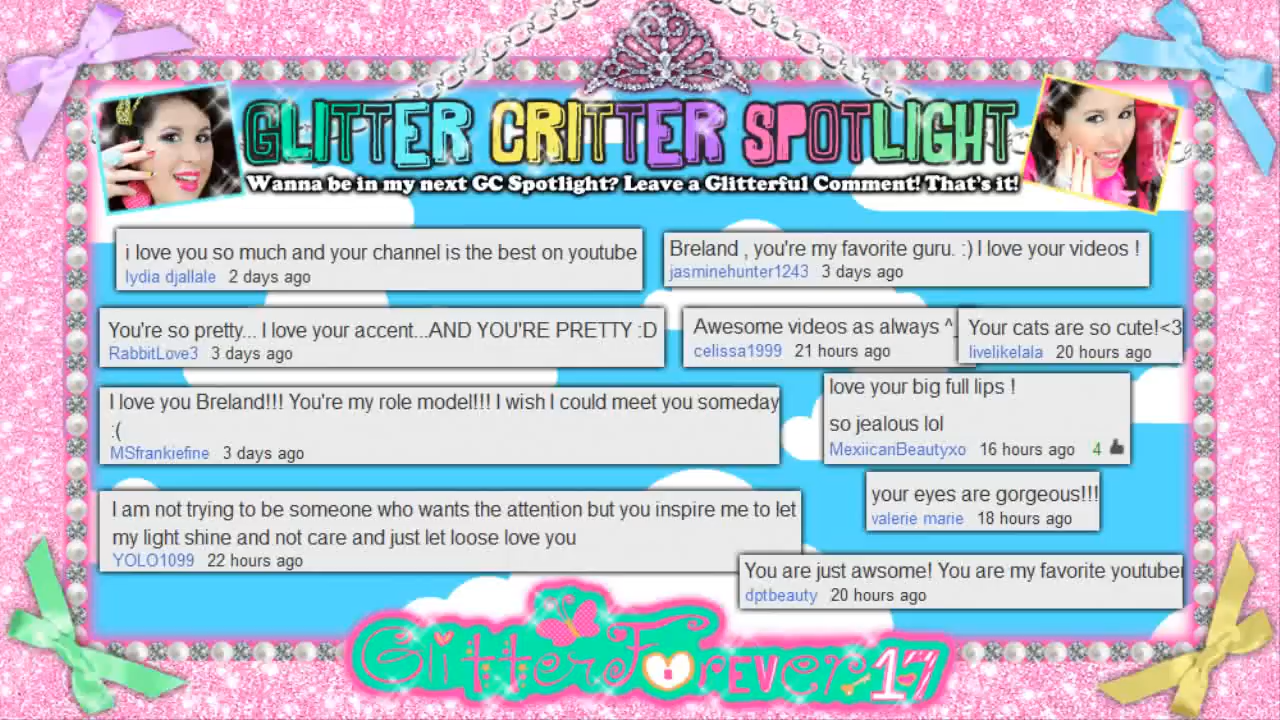 GLITTER CRITTER SPOTLIGHT
Wanna be in my next GC Spotlight? Leave a Glitterful Comment! That's it!
i love you so much and your channel is the best on youtube
lydia djallale 2 days ago
Breland , you're my favorite guru. :) I love your videos !
jasminehunter1243 3 days ago
You're so pretty... I love your accent...AND YOU'RE PRETTY :D
RabbitLove3 3 days ago
Awesome videos as always ^_
celissa1999 21 hours ago
Your cats are so cute!<3
livelikelala 20 hours ago
I love you Breland!!! You're my role model!!! I wish I could meet you someday
:(
MSfrankiefine 3 days ago
love your big full lips !
so jealous lol
MexiicanBeautyxo 16 hours ago 4
your eyes are gorgeous!!!
valerie marie 18 hours ago
I am not trying to be someone who wants the attention but you inspire me to let
my light shine and not care and just let loose love you
YOLO1099 22 hours ago
You are just awsome! You are my favorite youtuber
dptbeauty 20 hours ago
GlitterForever17